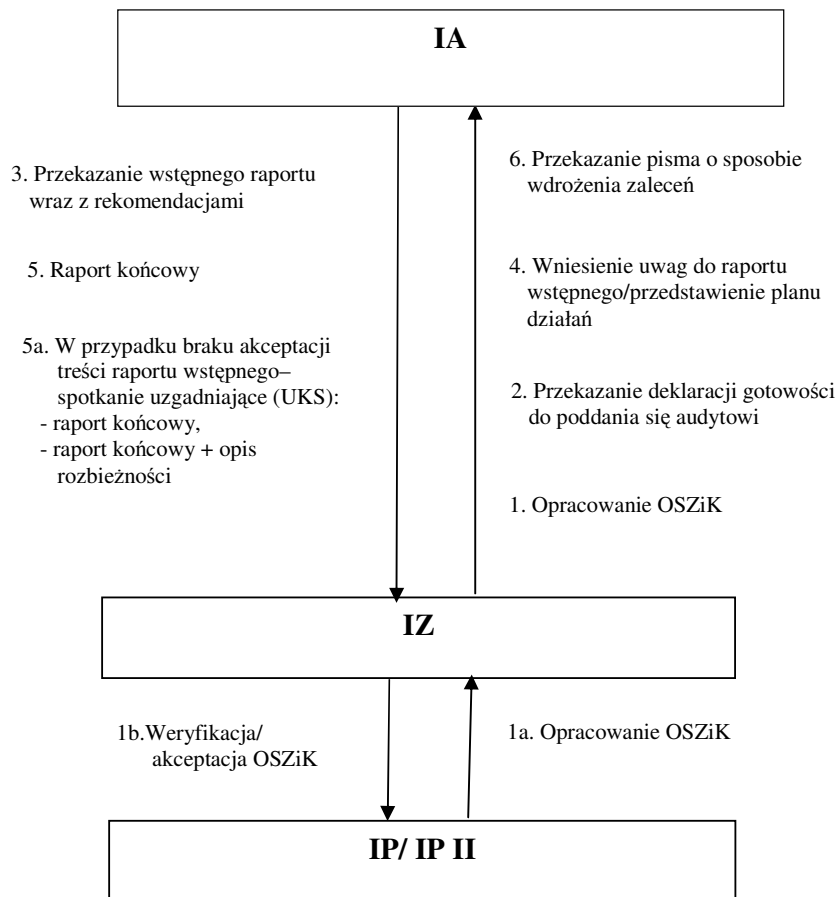 IA
3. Przekazanie wstępnego raportu
wraz z rekomendacjami
5. Raport końcowy
5a. W przypadku braku akceptacji
treści raportu wstępnego–
spotkanie uzgadniające (UKS):
- raport końcowy,
- raport końcowy + opis
rozbieżności
6. Przekazanie pisma o sposobie
wdrożenia zaleceń
4. Wniesienie uwag do raportu
wstępnego/przedstawienie planu
działań
2. Przekazanie deklaracji gotowości
do poddania się audytowi
1. Opracowanie OSZiK
IZ
1b.Weryfikacja/
akceptacja OSZiK
1a. Opracowanie OSZiK
IP/ IP II